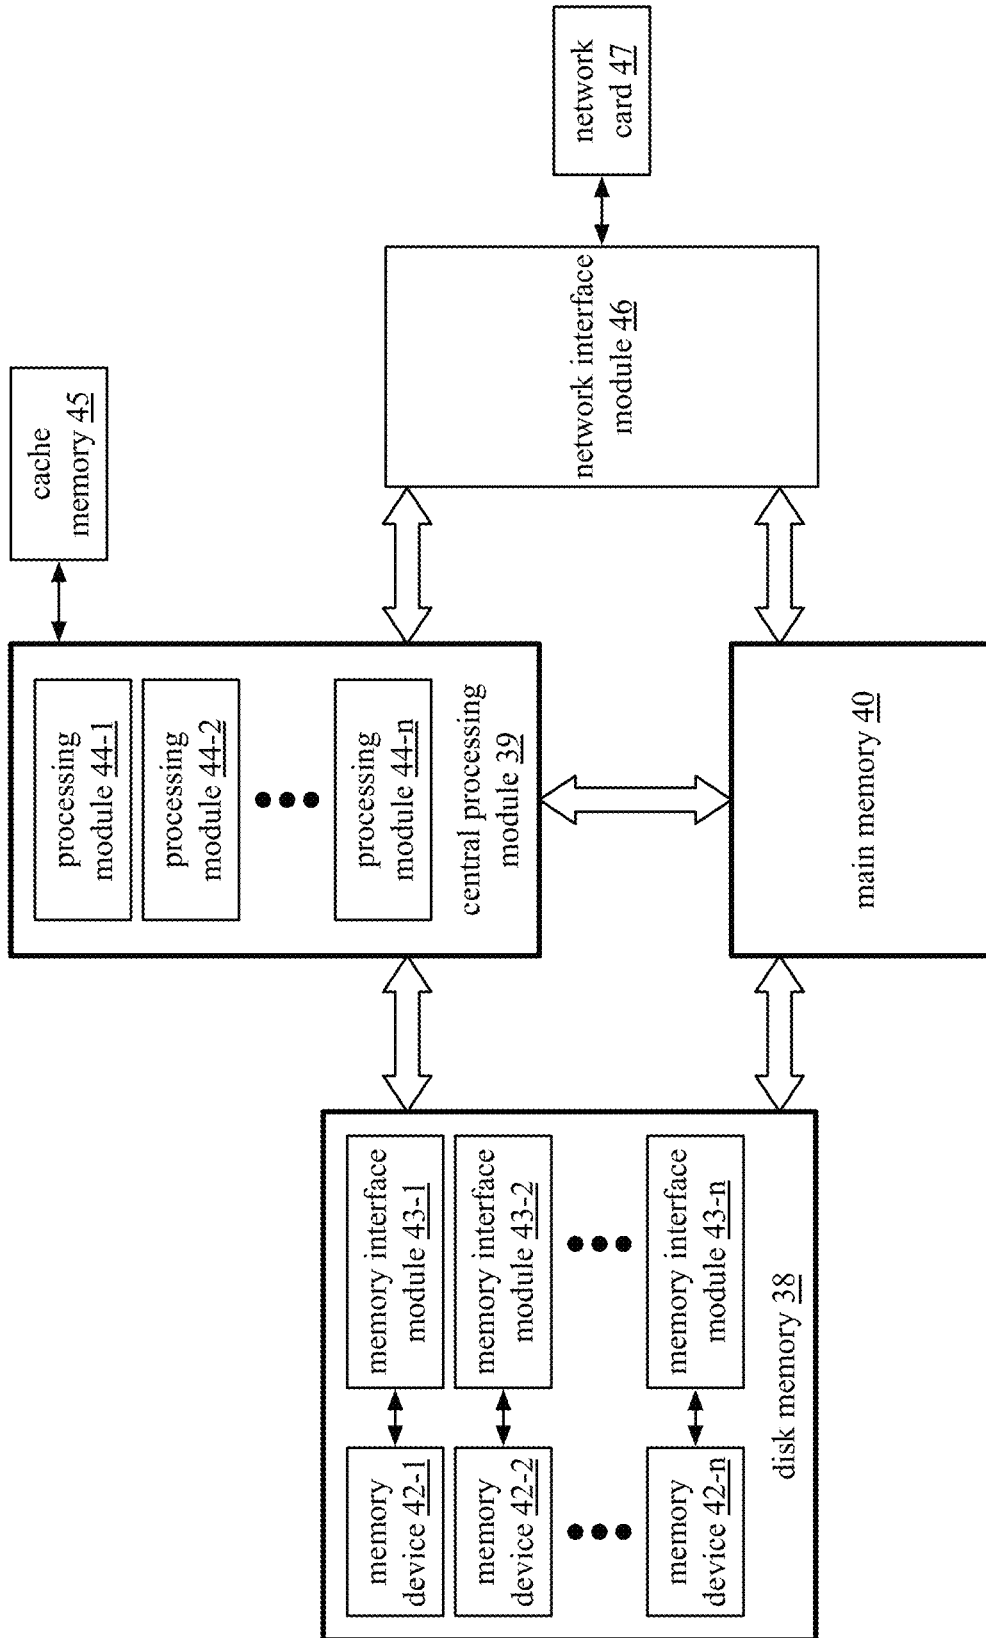 memory
device 42-1
memory interface
module 43-1
memory
device 42-2
memory interface
module 43-2
memory
device 42-n
memory interface
module 43-n
disk memory 38
processing
module 44-1
processing
module 44-2
processing
module 44-n
central processing
module 39
cache
memory 45
main memory 40
network interface
module 46
network
card 47